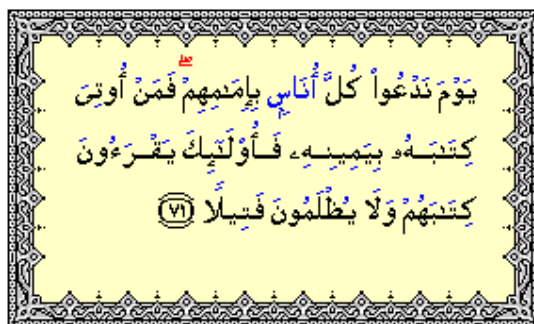 يَوْمَ نَدْعُوا۟ كُلَّ أُنَاسٍۭ بِإِمَـٰمِهِمْ ۖ فَمَنْ أُوتِىَ
كِتَـٰبَهُۥ بِيَمِينِهِۦ فَأُو۟لَـٰٓئِكَ يَقْرَءُونَ
كِتَـٰبَهُمْ وَلَا يُظْلَمُونَ فَتِيلًا ﴿٧١﴾